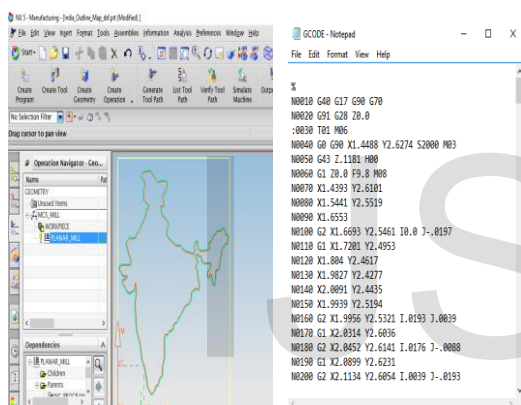 NX 5 - Manufacturing - [India_Outline_Map_dxf.prt (Modified) ]
File Edit View Insert Format Tools Assemblies Information Analysis Preferences Window Help
Start
Create Program Create Tool Create Geometry Create Operation Generate Tool Path List Tool Path Verify Tool Path Simulate Machine
No Selection Filter
Drag cursor to pan view
Operation Navigator - Geo...
Name
GEOMETRY
Unused Items
MCS_MILL
WORKPIECE
PLANAR_MILL
Dependencies
PLANAR_MILL
Children
Parents
GCODE - Notepad
File Edit Format View Help
%
N0010 G40 G17 G90 G70
N0020 G91 G28 Z0.0
:0030 T01 M06
N0040 G0 G90 X1.4488 Y2.6274 S2000 M03
N0050 G43 Z.1181 H00
N0060 G1 Z0.0 F9.8 M08
N0070 X1.4393 Y2.6101
N0080 X1.5441 Y2.5519
N0090 X1.6553
N0100 G2 X1.6693 Y2.5461 I0.0 J-.0197
N0110 G1 X1.7201 Y2.4953
N0120 X1.804 Y2.4617
N0130 X1.9827 Y2.4277
N0140 X2.0091 Y2.4435
N0150 X1.9939 Y2.5194
N0160 G2 X1.9956 Y2.5321 I.0193 J.0039
N0170 G1 X2.0314 Y2.6036
N0180 G2 X2.0452 Y2.6141 I.0176 J-.0088
N0190 G1 X2.0899 Y2.6231
N0200 G2 X2.1134 Y2.6054 I.0039 J-.0193